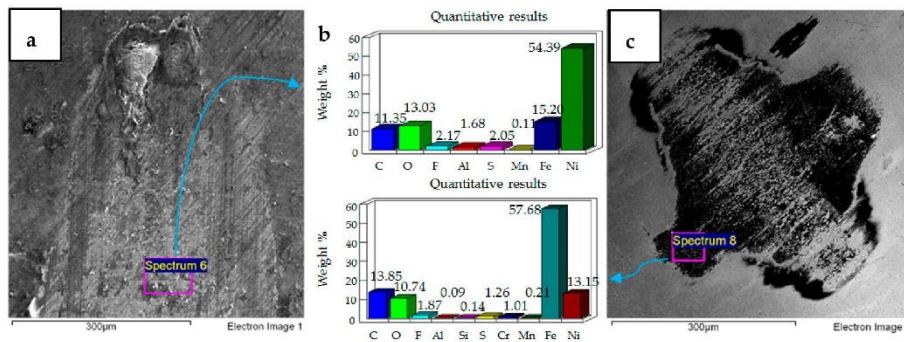 a
Spectrum 6
300µm
Electron Image 1
b
Quantitative results
Weight %
60
50
40
30
20
10
0
11.35
13.03
2.17
1.68
2.05
0.11
15.20
54.39
C O F Al S Mn Fe Ni
Quantitative results
Weight %
60
50
40
30
20
10
0
13.85
10.74
1.87
0.09
0.14
1.26
1.01
0.21
57.68
13.15
C O F Al Si S Cr Mn Fe Ni
c
Spectrum 8
300µm
Electron Image